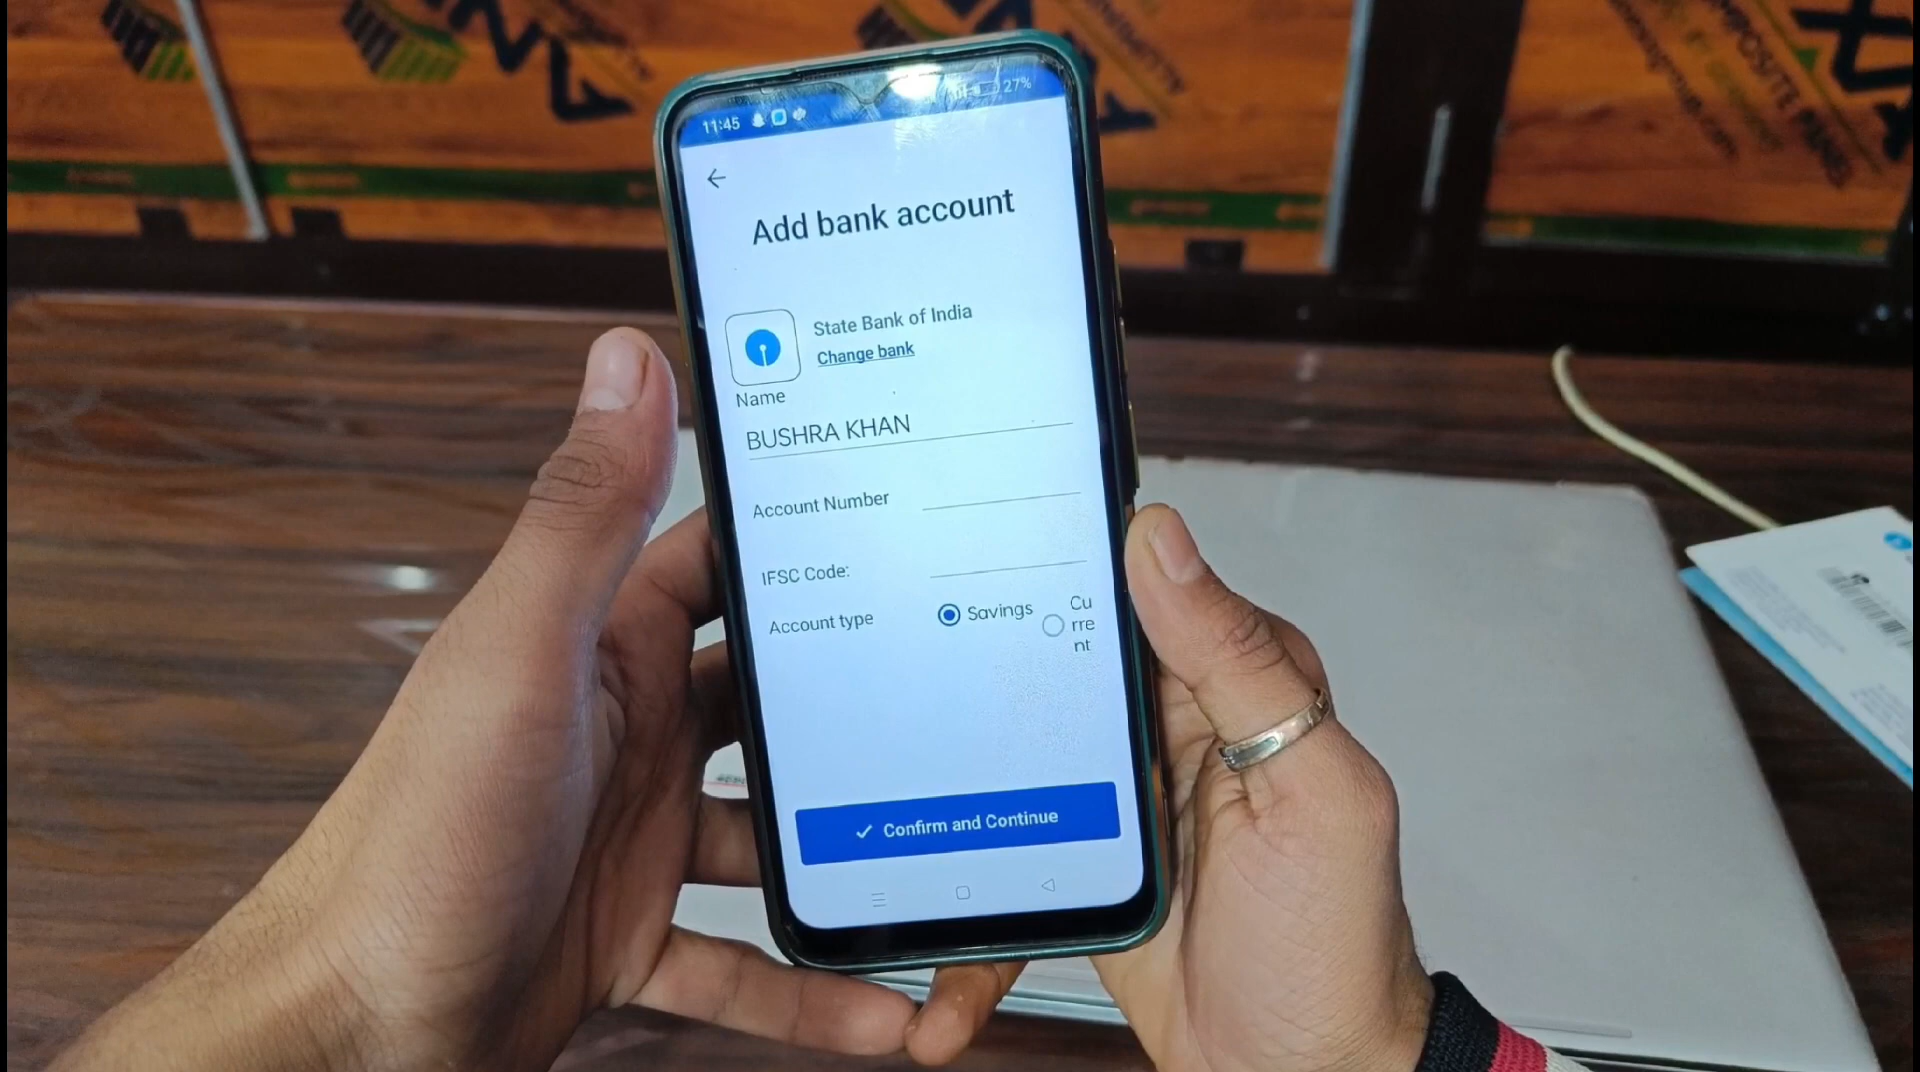 11:45
27%
Add bank account
State Bank of India
Change bank
Name
BUSHRA KHAN
Account Number
IFSC Code:
Account type
Savings
Cu
rre
nt
Confirm and Continue